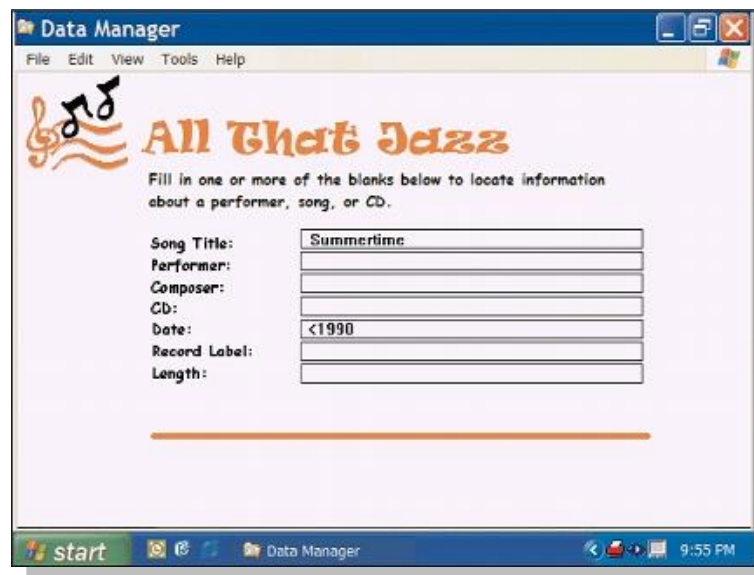 Data Manager
File Edit View Tools Help
All That Jazz
Fill in one or more of the blanks below to locate information
about a performer, song, or CD.
Song Title: Summertime
Performer:
Composer:
CD:
Date: <1990
Record Label:
Length:
start Data Manager 9:55 PM